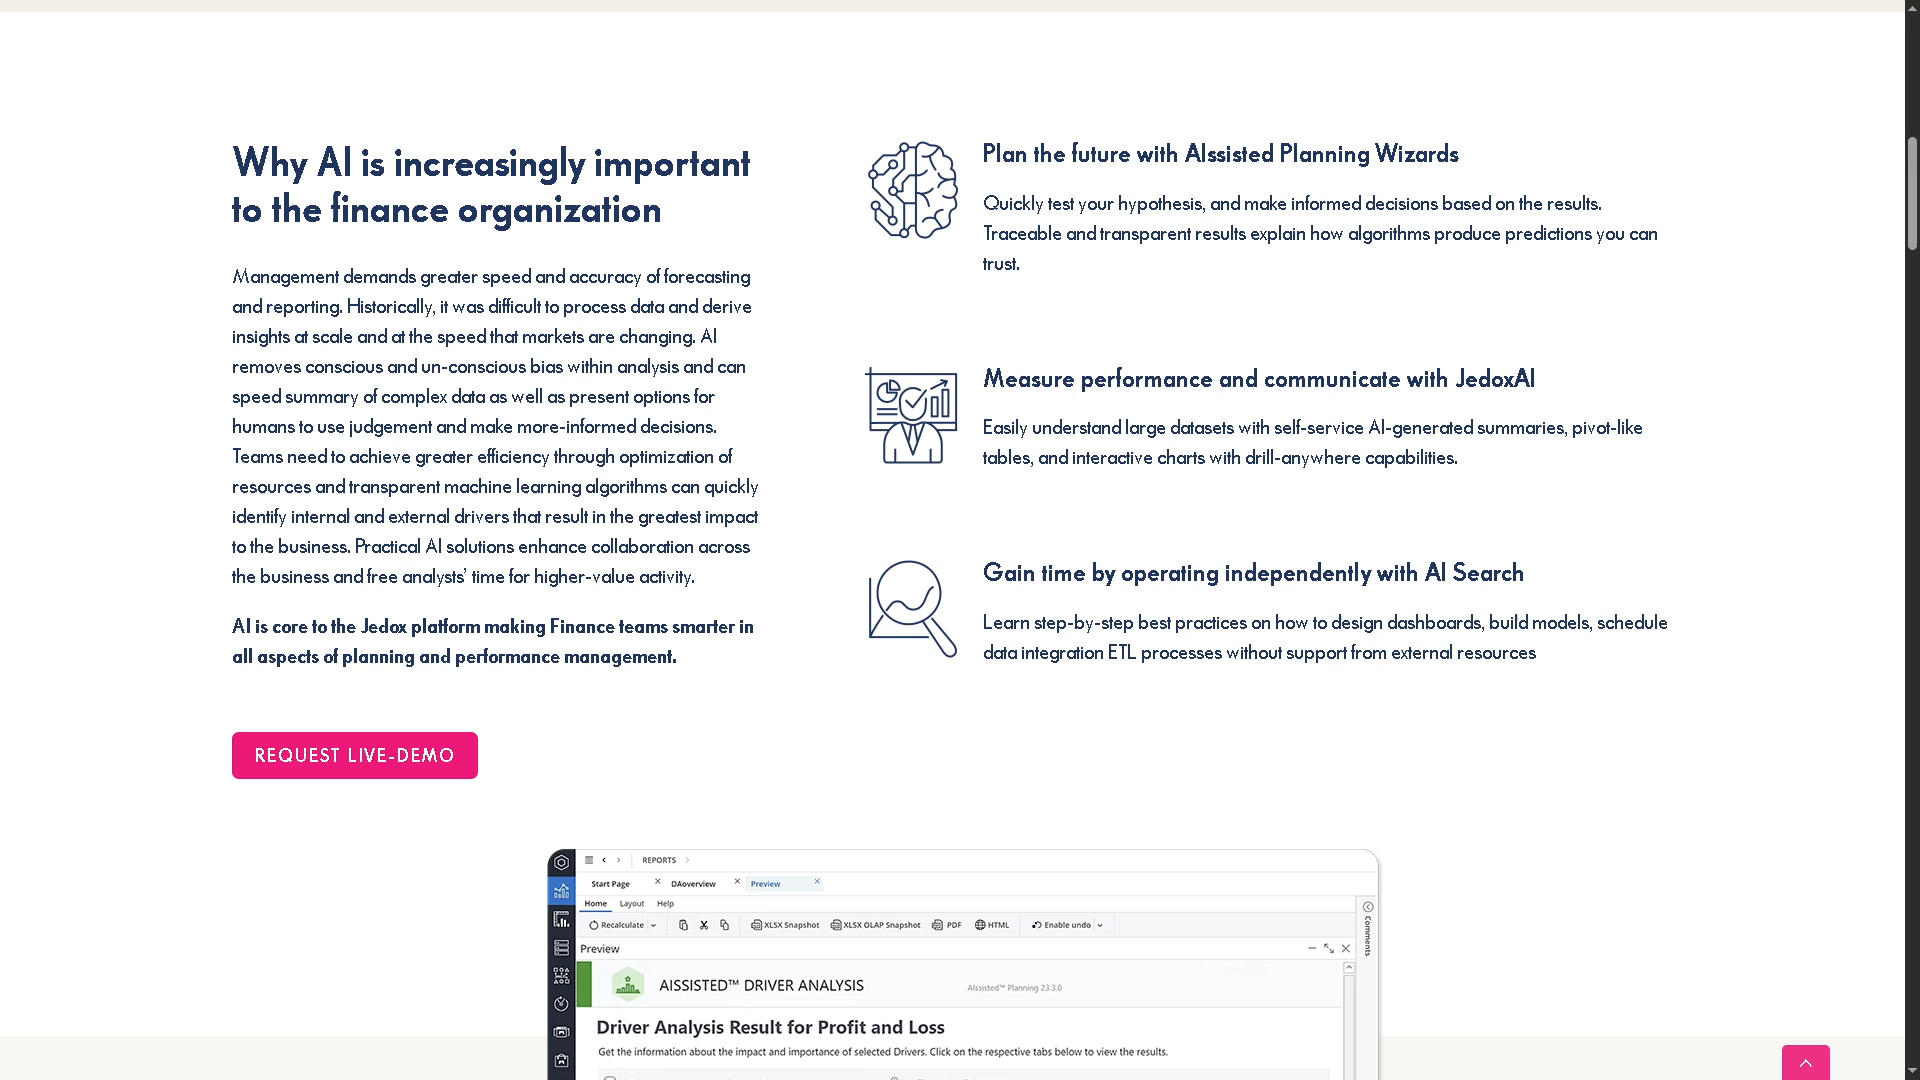 Why AI is increasingly important
to the finance organization
Management demands greater speed and accuracy of forecasting
and reporting. Historically, it was difficult to process data and derive
insights at scale and at the speed that markets are changing. AI
removes conscious and un-conscious bias within analysis and can
speed summary of complex data as well as present options for
humans to use judgement and make more-informed decisions.
Teams need to achieve greater efficiency through optimization of
resources and transparent machine learning algorithms can quickly
identify internal and external drivers that result in the greatest impact
to the business. Practical AI solutions enhance collaboration across
the business and free analysts’ time for higher-value activity.
AI is core to the Jedox platform making Finance teams smarter in
all aspects of planning and performance management.
REQUEST LIVE-DEMO
Plan the future with AIssisted Planning Wizards
Quickly test your hypothesis, and make informed decisions based on the results.
Traceable and transparent results explain how algorithms produce predictions you can
trust.
Measure performance and communicate with JedoxAI
Easily understand large datasets with self-service AI-generated summaries, pivot-like
tables, and interactive charts with drill-anywhere capabilities.
Gain time by operating independently with AI Search
Learn step-by-step best practices on how to design dashboards, build models, schedule
data integration ETL processes without support from external resources
REPORTS
Start Page DAoverview Preview
Home Layout Help
Recalculate XLSX Snapshot XLSX OLAP Snapshot PDF HTML Enable undo
Comments
Preview
AISSISTED™ DRIVER ANALYSIS AIssisted™ Planning 23.3.0
Driver Analysis Result for Profit and Loss
Get the information about the impact and importance of selected Drivers. Click on the respective tabs below to view the results.